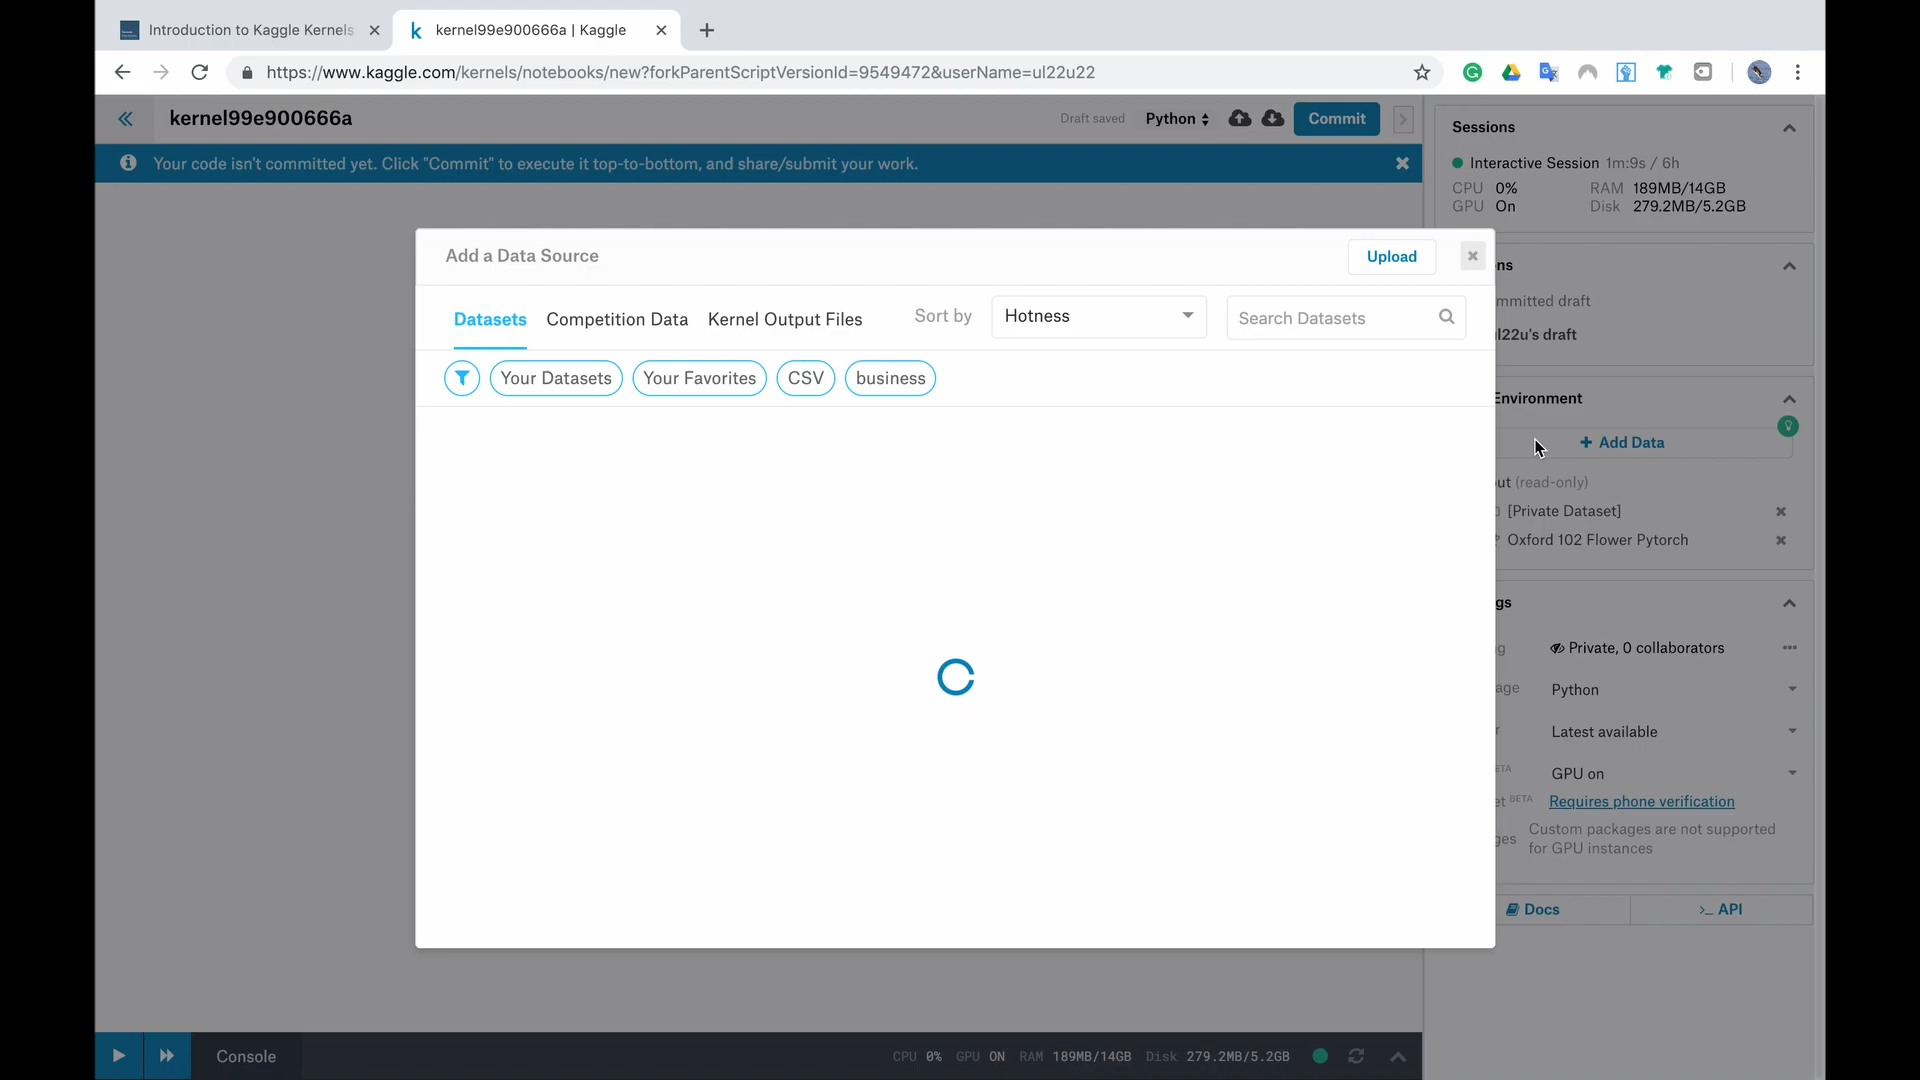 Introduction to Kaggle Kernels
kernel99e900666a | Kaggle
https://www.kaggle.com/kernels/notebooks/new?forkParentScriptVersionId=9549472&userName=ul22u22
kernel99e900666a
Draft saved
Python
Commit
Your code isn't committed yet. Click "Commit" to execute it top-to-bottom, and share/submit your work.
Sessions
Interactive Session 1m:9s / 6h
CPU 0% RAM 189MB/14GB
GPU On Disk 279.2MB/5.2GB
Add a Data Source
Upload
Datasets
Competition Data
Kernel Output Files
Sort by
Hotness
Search Datasets
Your Datasets
Your Favorites
CSV
business
ns
mmitted draft
l22u's draft
Environment
+ Add Data
ut (read-only)
[Private Dataset]
Oxford 102 Flower Pytorch
gs
g Private, 0 collaborators
age Python
r Latest available
ETA GPU on
et BETA Requires phone verification
ges Custom packages are not supported
for GPU instances
Docs
>_ API
Console
CPU 0% GPU ON RAM 189MB/14GB Disk 279.2MB/5.2GB